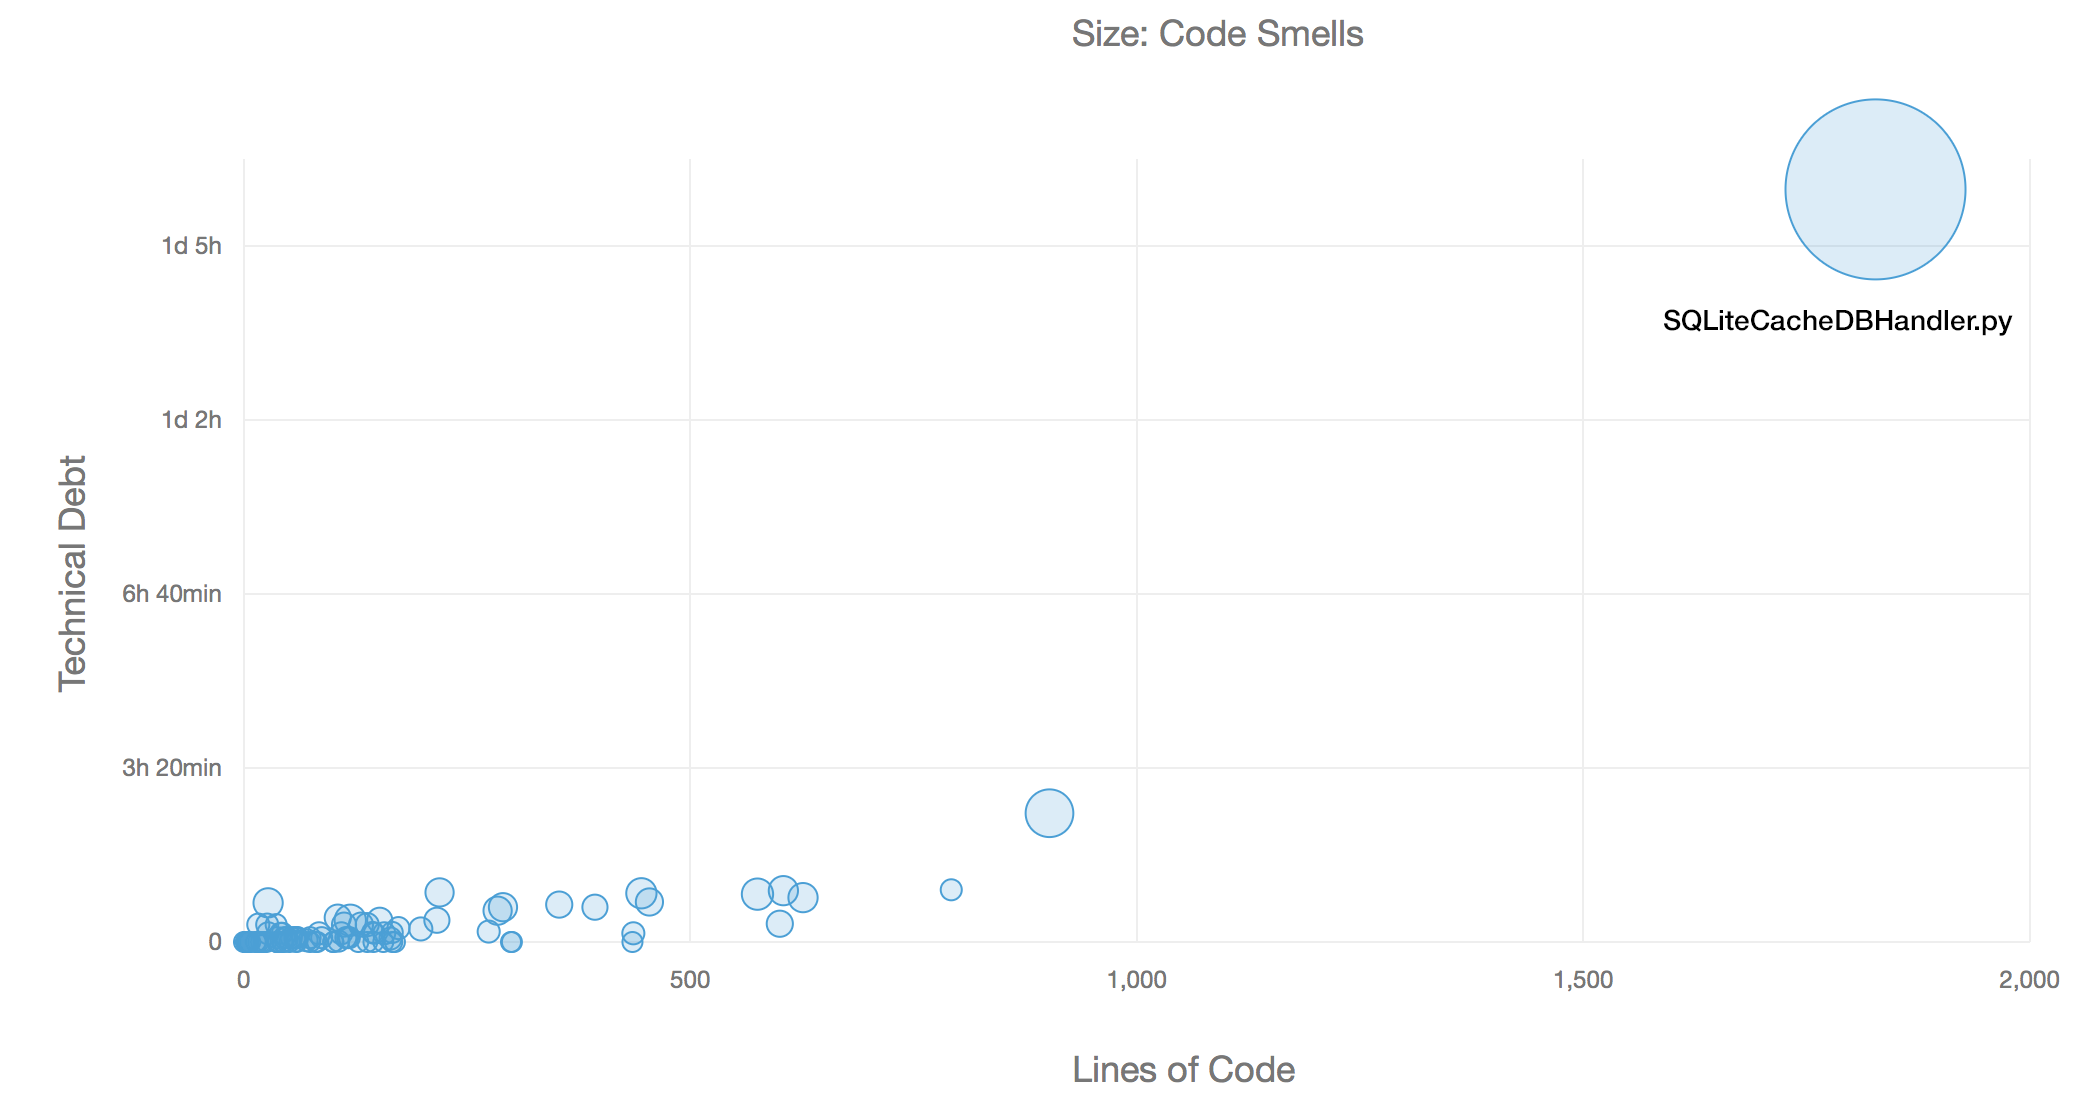 Size: Code Smells
1d 5h
SQLiteCacheDBHandler.py
1d 2h
Technical Debt
6h 40min
3h 20min
0
0
500
1,000
1,500
2,000
Lines of Code